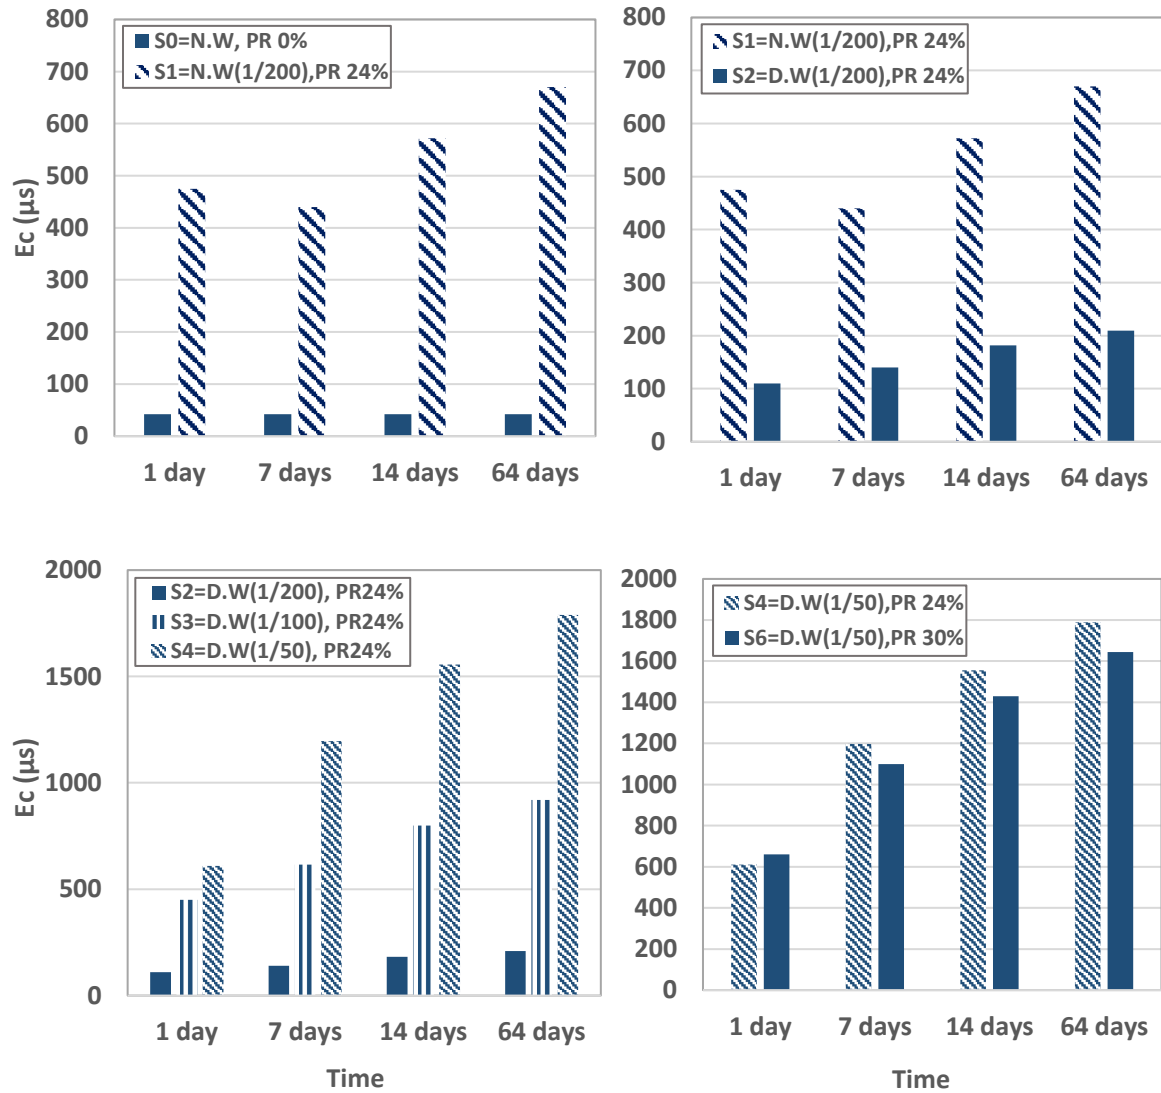 800
700
600
500
400
300
200
100
0
Ec (µs)
S0=N.W, PR 0%
S1=N.W(1/200),PR 24%
1 day 7 days 14 days 64 days
800
700
600
500
400
300
200
100
0
S1=N.W(1/200),PR 24%
S2=D.W(1/200),PR 24%
1 day 7 days 14 days 64 days
2000
1500
1000
500
0
Ec (µs)
S2=D.W(1/200), PR24%
S3=D.W(1/100), PR24%
S4=D.W(1/50), PR24%
1 day 7 days 14 days 64 days
Time
2000
1800
1600
1400
1200
1000
800
600
400
200
0
S4=D.W(1/50),PR 24%
S6=D.W(1/50),PR 30%
1 day 7 days 14 days 64 days
Time